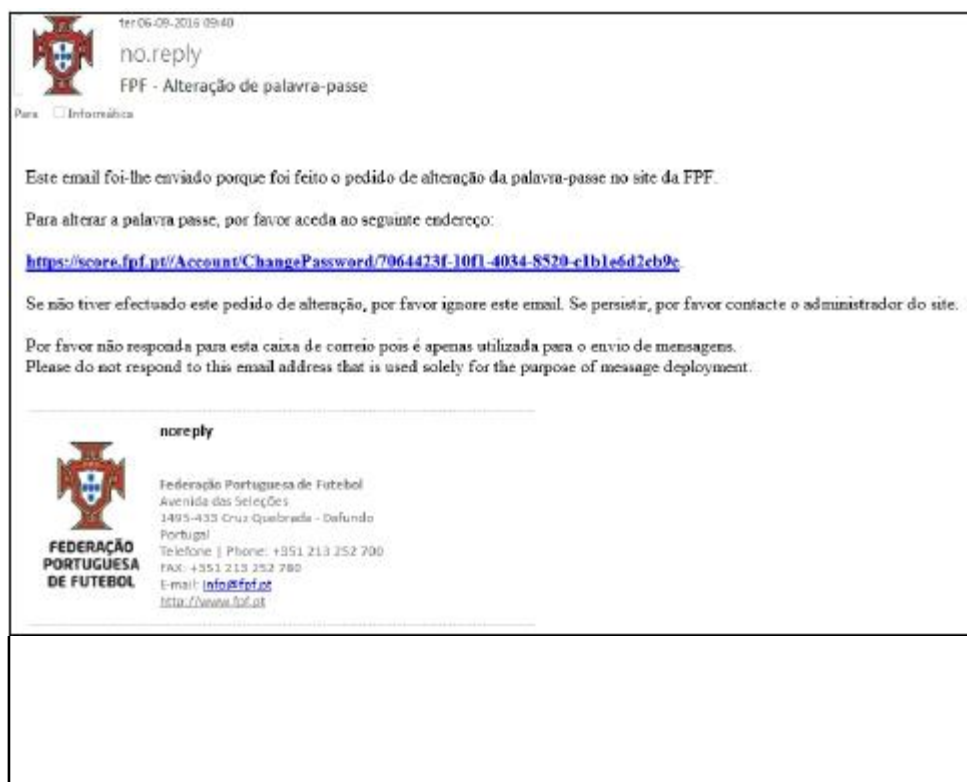 ter 06-09-2016 09:40
no.reply
FPF - Alteração de palavra-passe
Para Informática
Este email foi-lhe enviado porque foi feito o pedido de alteração da palavra-passe no site da FPF.
Para alterar a palavra passe, por favor aceda ao seguinte endereço:
https://score.fpf.pt//Account/ChangePassword/7064423f-10f1-4034-8520-c1b1e6d2cb9c.
Se não tiver efectuado este pedido de alteração, por favor ignore este email. Se persistir, por favor contacte o administrador do site.
Por favor não responda para esta caixa de correio pois é apenas utilizada para o envio de mensagens.
Please do not respond to this email address that is used solely for the purpose of message deployment.
noreply
Federação Portuguesa de Futebol
Avenida das Seleções
1495-433 Cruz Quebrada - Dafundo
Portugal
Telefone | Phone: +351 213 252 700
FAX: +351 213 252 780
E-mail: info@fpf.pt
http://www.fpf.pt
FEDERAÇÃO
PORTUGUESA
DE FUTEBOL